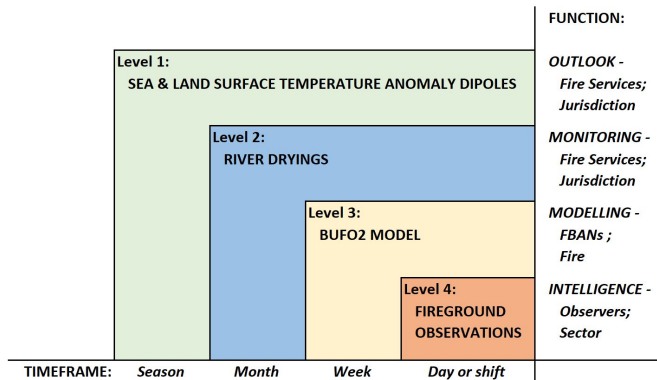 FUNCTION:
Level 1:
SEA & LAND SURFACE TEMPERATURE ANOMALY DIPOLES
OUTLOOK -
Fire Services;
Jurisdiction
Level 2:
RIVER DRYINGS
MONITORING -
Fire Services;
Jurisdiction
Level 3:
BUFO2 MODEL
MODELLING -
FBANs ;
Fire
Level 4:
FIREGROUND
OBSERVATIONS
INTELLIGENCE -
Observers;
Sector
TIMEFRAME: Season Month Week Day or shift